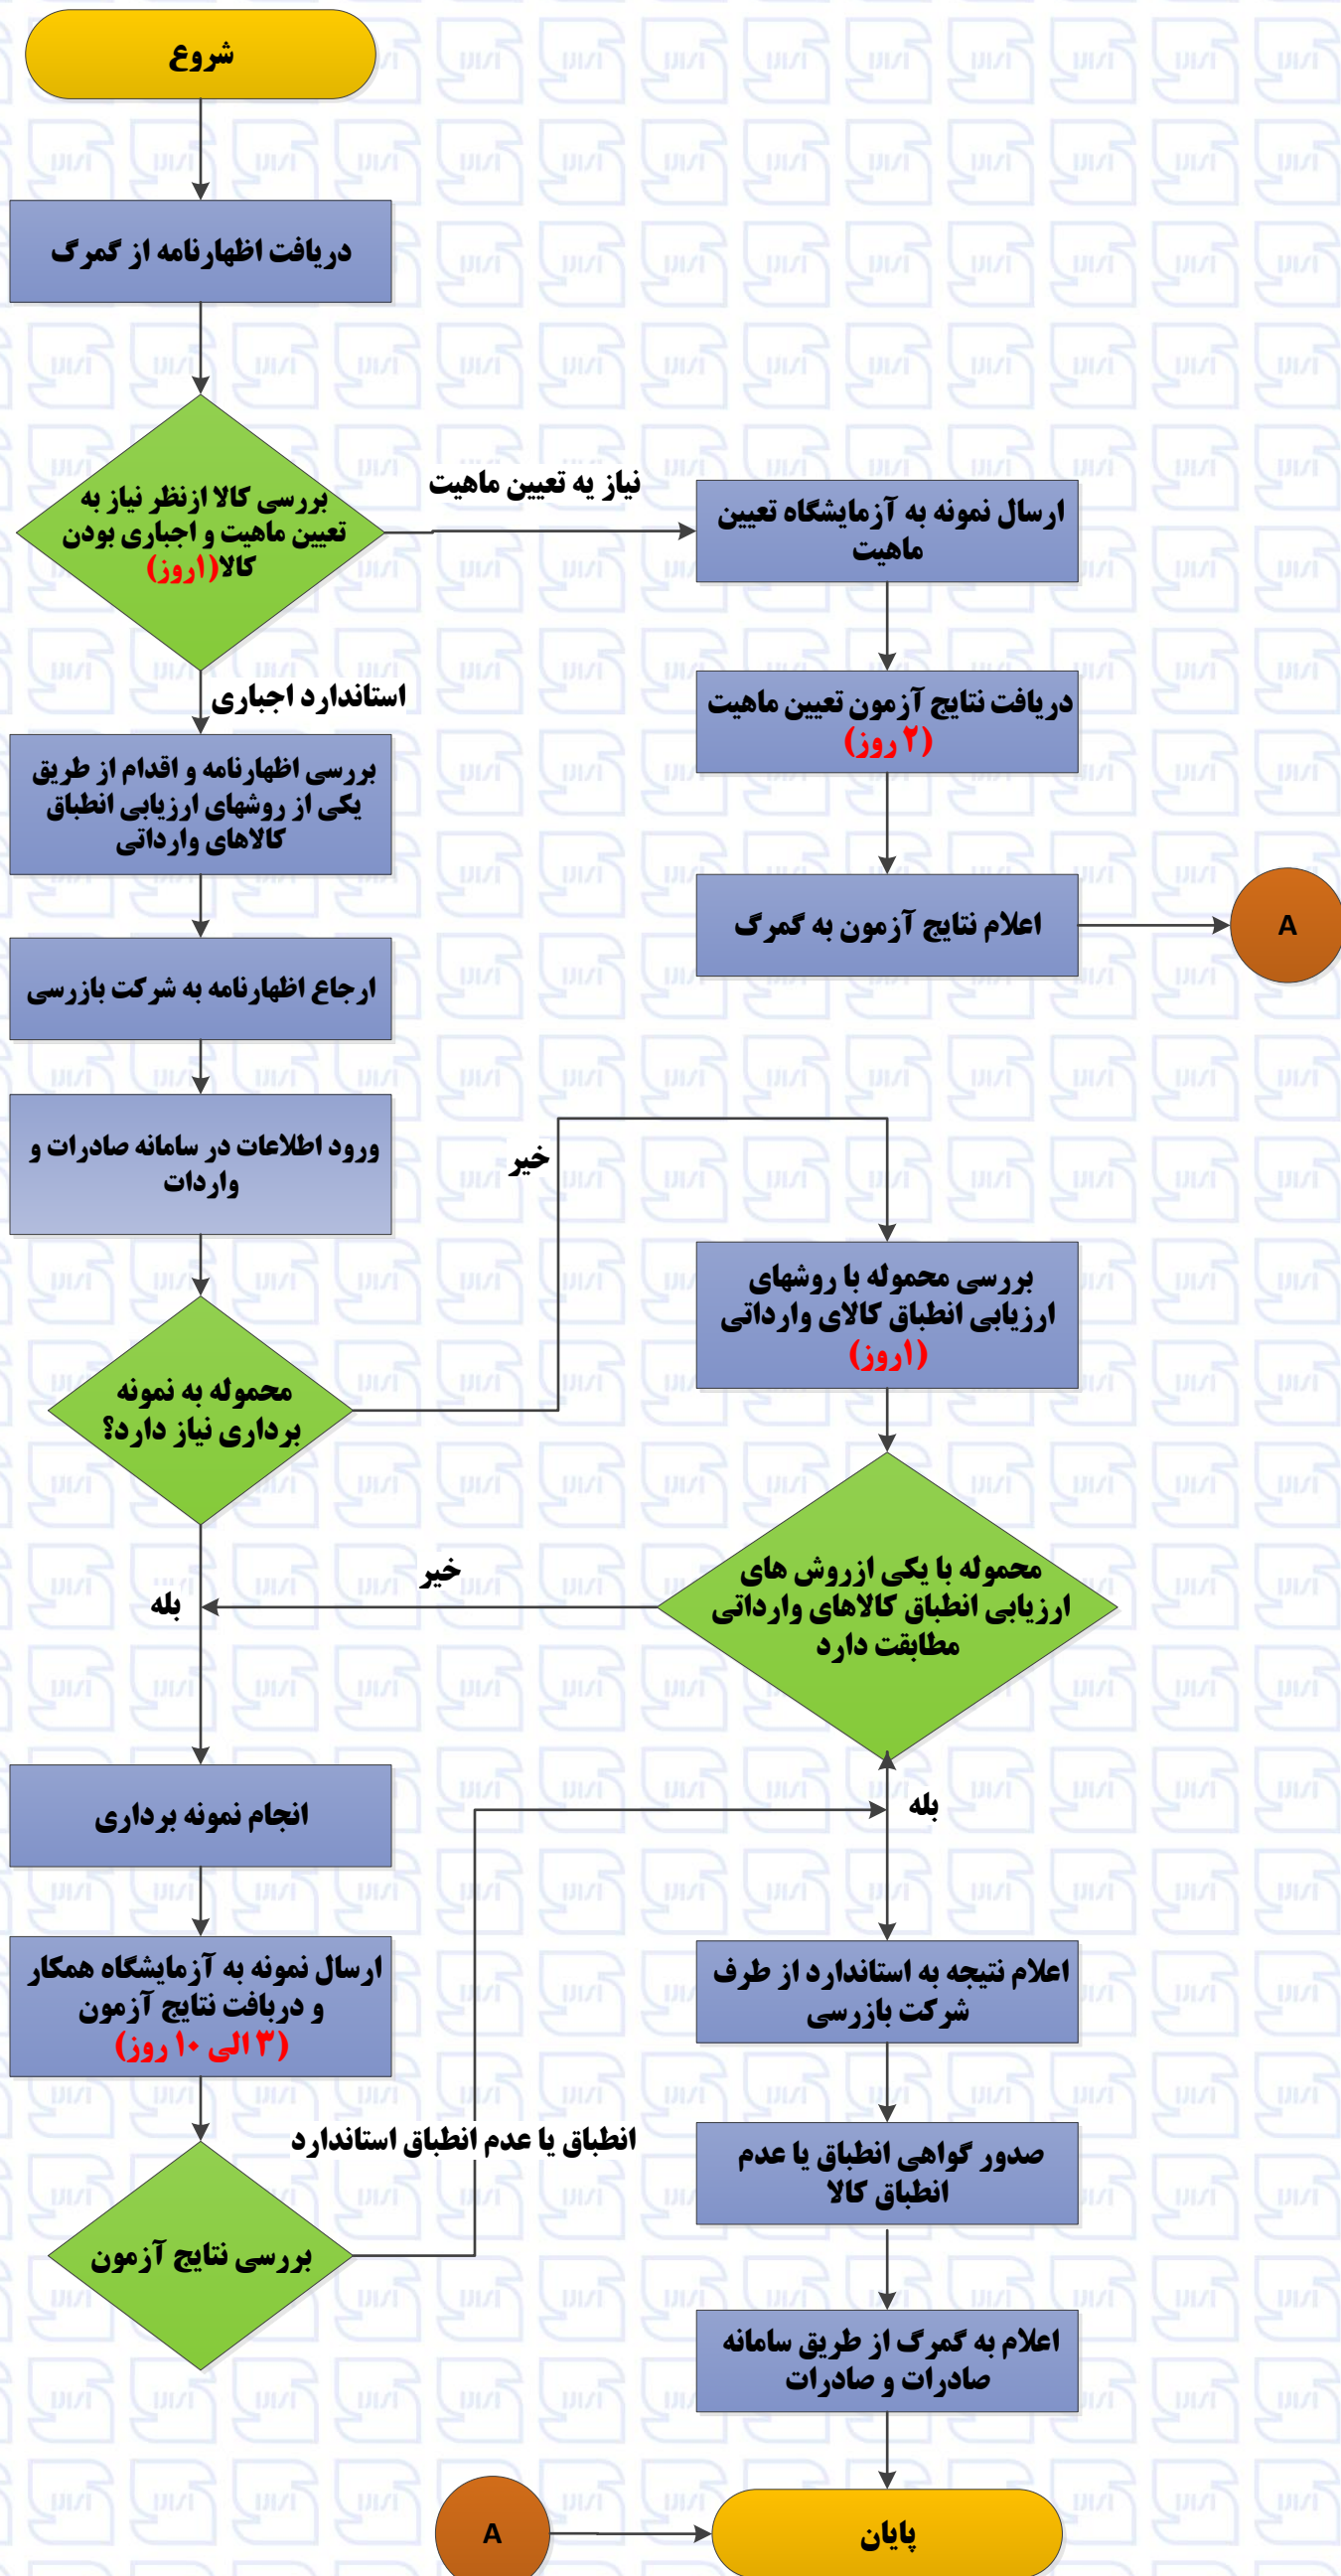 شروع
دریافت اظهارنامه از گمرک
بررسی کالا ازنظر نیاز به
تعیین ماهیت و اجباری بودن
کالا(۱روز)
نیاز یه تعیین ماهیت
ارسال نمونه به آزمایشگاه تعیین
ماهیت
دریافت نتایج آزمون تعیین ماهیت
(۲ روز)
اعلام نتایج آزمون به گمرک
A
استاندارد اجباری
بررسی اظهارنامه و اقدام از طریق
یکی از روشهای ارزیابی انطباق
کالاهای وارداتی
ارجاع اظهارنامه به شرکت بازرسی
ورود اطلاعات در سامانه صادرات و
واردات
محموله به نمونه
برداری نیاز دارد؟
خیر
بررسی محموله با روشهای
ارزیابی انطباق کالای وارداتی
(۱روز)
محموله با یکی ازروش های
ارزیابی انطباق کالاهای وارداتی
مطابقت دارد
خیر
بله
انجام نمونه برداری
ارسال نمونه به آزمایشگاه همکار
و دریافت نتایج آزمون
(۳ الی ۱۰ روز)
بررسی نتایج آزمون
انطباق یا عدم انطباق استاندارد
بله
اعلام نتیجه به استاندارد از طرف
شرکت بازرسی
صدور گواهی انطباق یا عدم
انطباق کالا
اعلام به گمرک از طریق سامانه
صادرات و صادرات
A
پایان